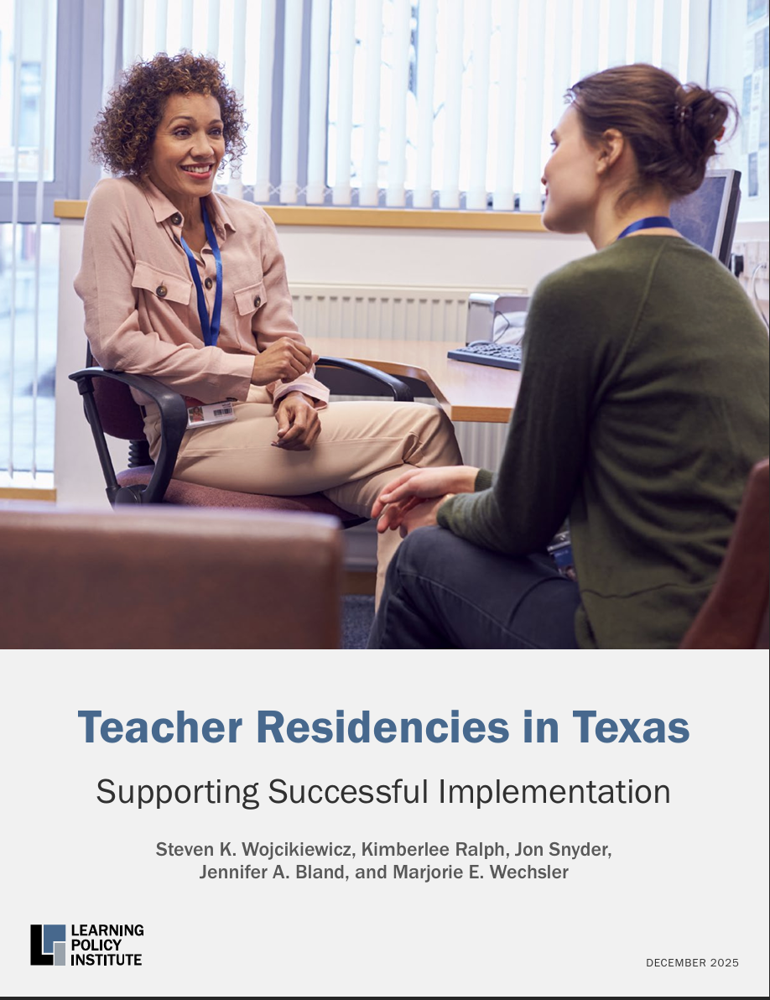 Teacher Residencies in Texas
Supporting Successful Implementation
Steven K. Wojcikiewicz, Kimberlee Ralph, Jon Snyder,
Jennifer A. Bland, and Marjorie E. Wechsler
LEARNING
POLICY
INSTITUTE
DECEMBER 2025